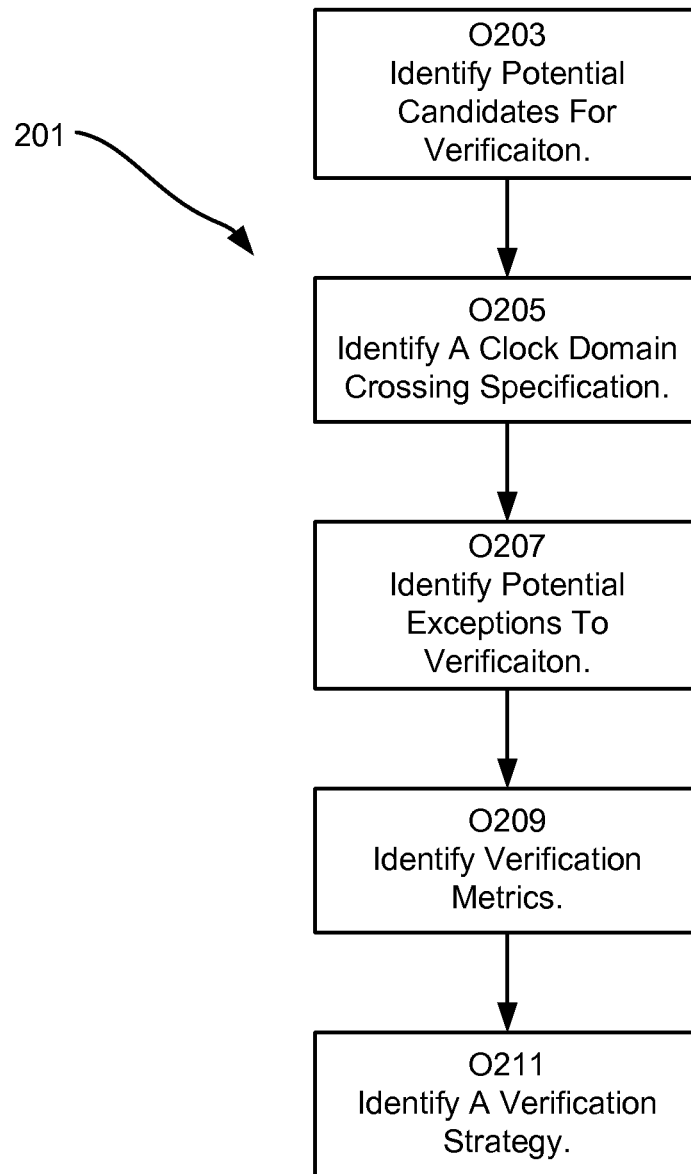 O203
Identify Potential
Candidates For
Verificaiton.
201
O205
Identify A Clock Domain
Crossing Specification.
O207
Identify Potential
Exceptions To
Verificaiton.
O209
Identify Verification
Metrics.
O211
Identify A Verification
Strategy.